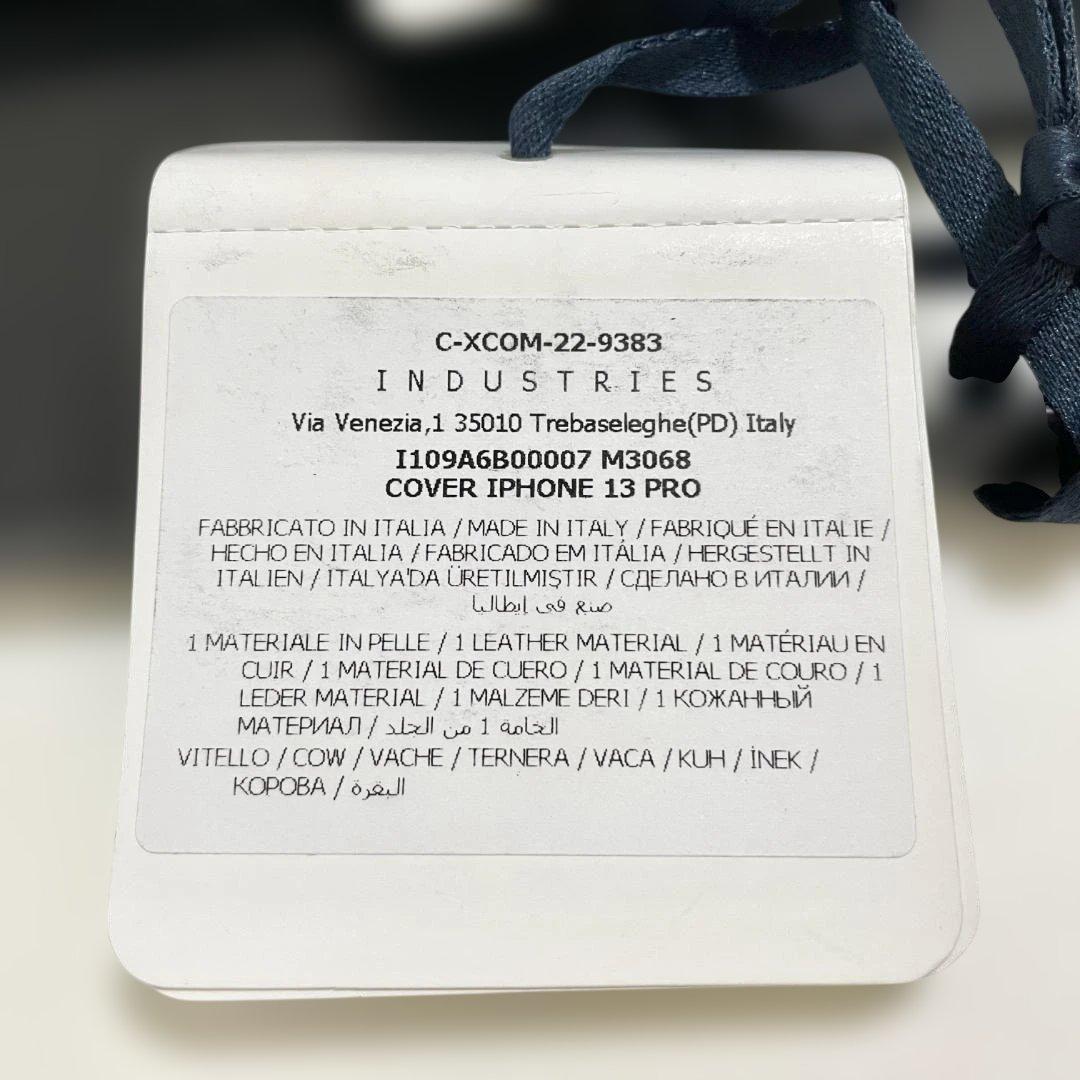 C-XCOM-22-9383
INDUSTRIES
Via Venezia,1 35010 Trebaseleghe(PD) Italy
I109A6B00007 M3068
COVER IPHONE 13 PRO
FABBRICATO IN ITALIA / MADE IN ITALY / FABRIQUÉ EN ITALIE /
HECHO EN ITALIA / FABRICADO EM ITÁLIA / HERGESTELLT IN
ITALIEN / ITALYA'DA ÜRETILMIŞTIR / СДЕЛАНО В ИТАЛИИ /
صنع في إيطاليا
1 MATERIALE IN PELLE / 1 LEATHER MATERIAL / 1 MATÉRIAU EN
CUIR / 1 MATERIAL DE CUERO / 1 MATERIAL DE COURO / 1
LEDER MATERIAL / 1 MALZEME DERI / 1 КОЖАННЫЙ
МАТЕРИАЛ / الخامة 1 من الجلد
VITELLO / COW / VACHE / TERNERA / VACA / KUH / İNEK /
КОРОВА / البقرة